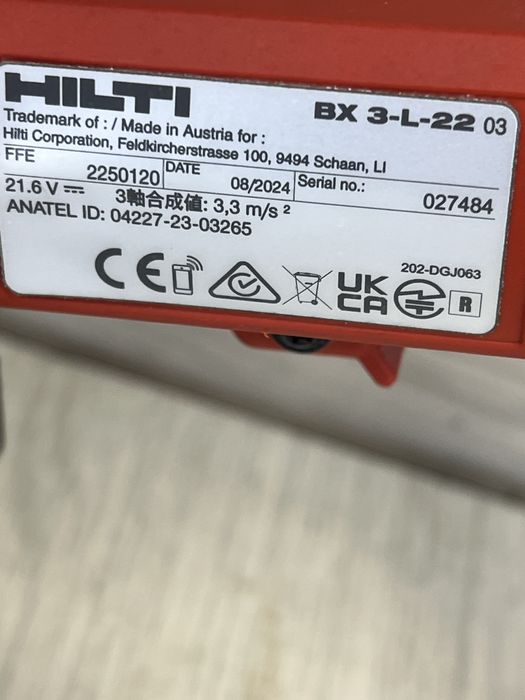 HILTI BX 3-L-22 03
Trademark of : / Made in Austria for :
Hilti Corporation, Feldkircherstrasse 100, 9494 Schaan, LI
FFE 2250120 DATE 08/2024 Serial no.: 027484
21.6 V 3軸合成値: 3,3 m/s ²
ANATEL ID: 04227-23-03265
202-DGJ063
CE UK CA R